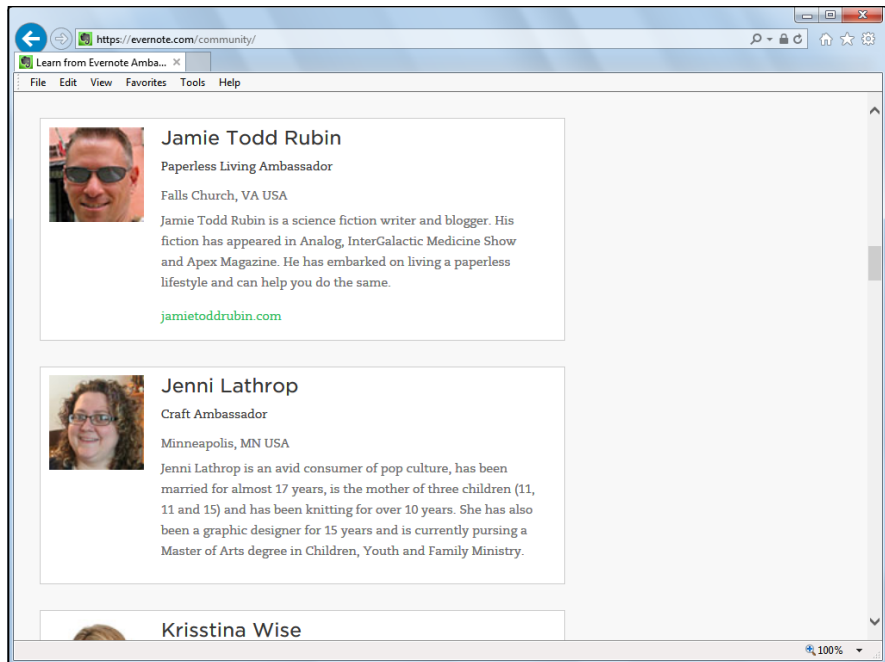 https://evernote.com/community/
Learn from Evernote Amba...
File Edit View Favorites Tools Help
Jamie Todd Rubin
Paperless Living Ambassador
Falls Church, VA USA
Jamie Todd Rubin is a science fiction writer and blogger. His
fiction has appeared in Analog, InterGalactic Medicine Show
and Apex Magazine. He has embarked on living a paperless
lifestyle and can help you do the same.
jamietoddrubin.com
Jenni Lathrop
Craft Ambassador
Minneapolis, MN USA
Jenni Lathrop is an avid consumer of pop culture, has been
married for almost 17 years, is the mother of three children (11,
11 and 15) and has been knitting for over 10 years. She has also
been a graphic designer for 15 years and is currently pursing a
Master of Arts degree in Children, Youth and Family Ministry.
Krisstina Wise
100%